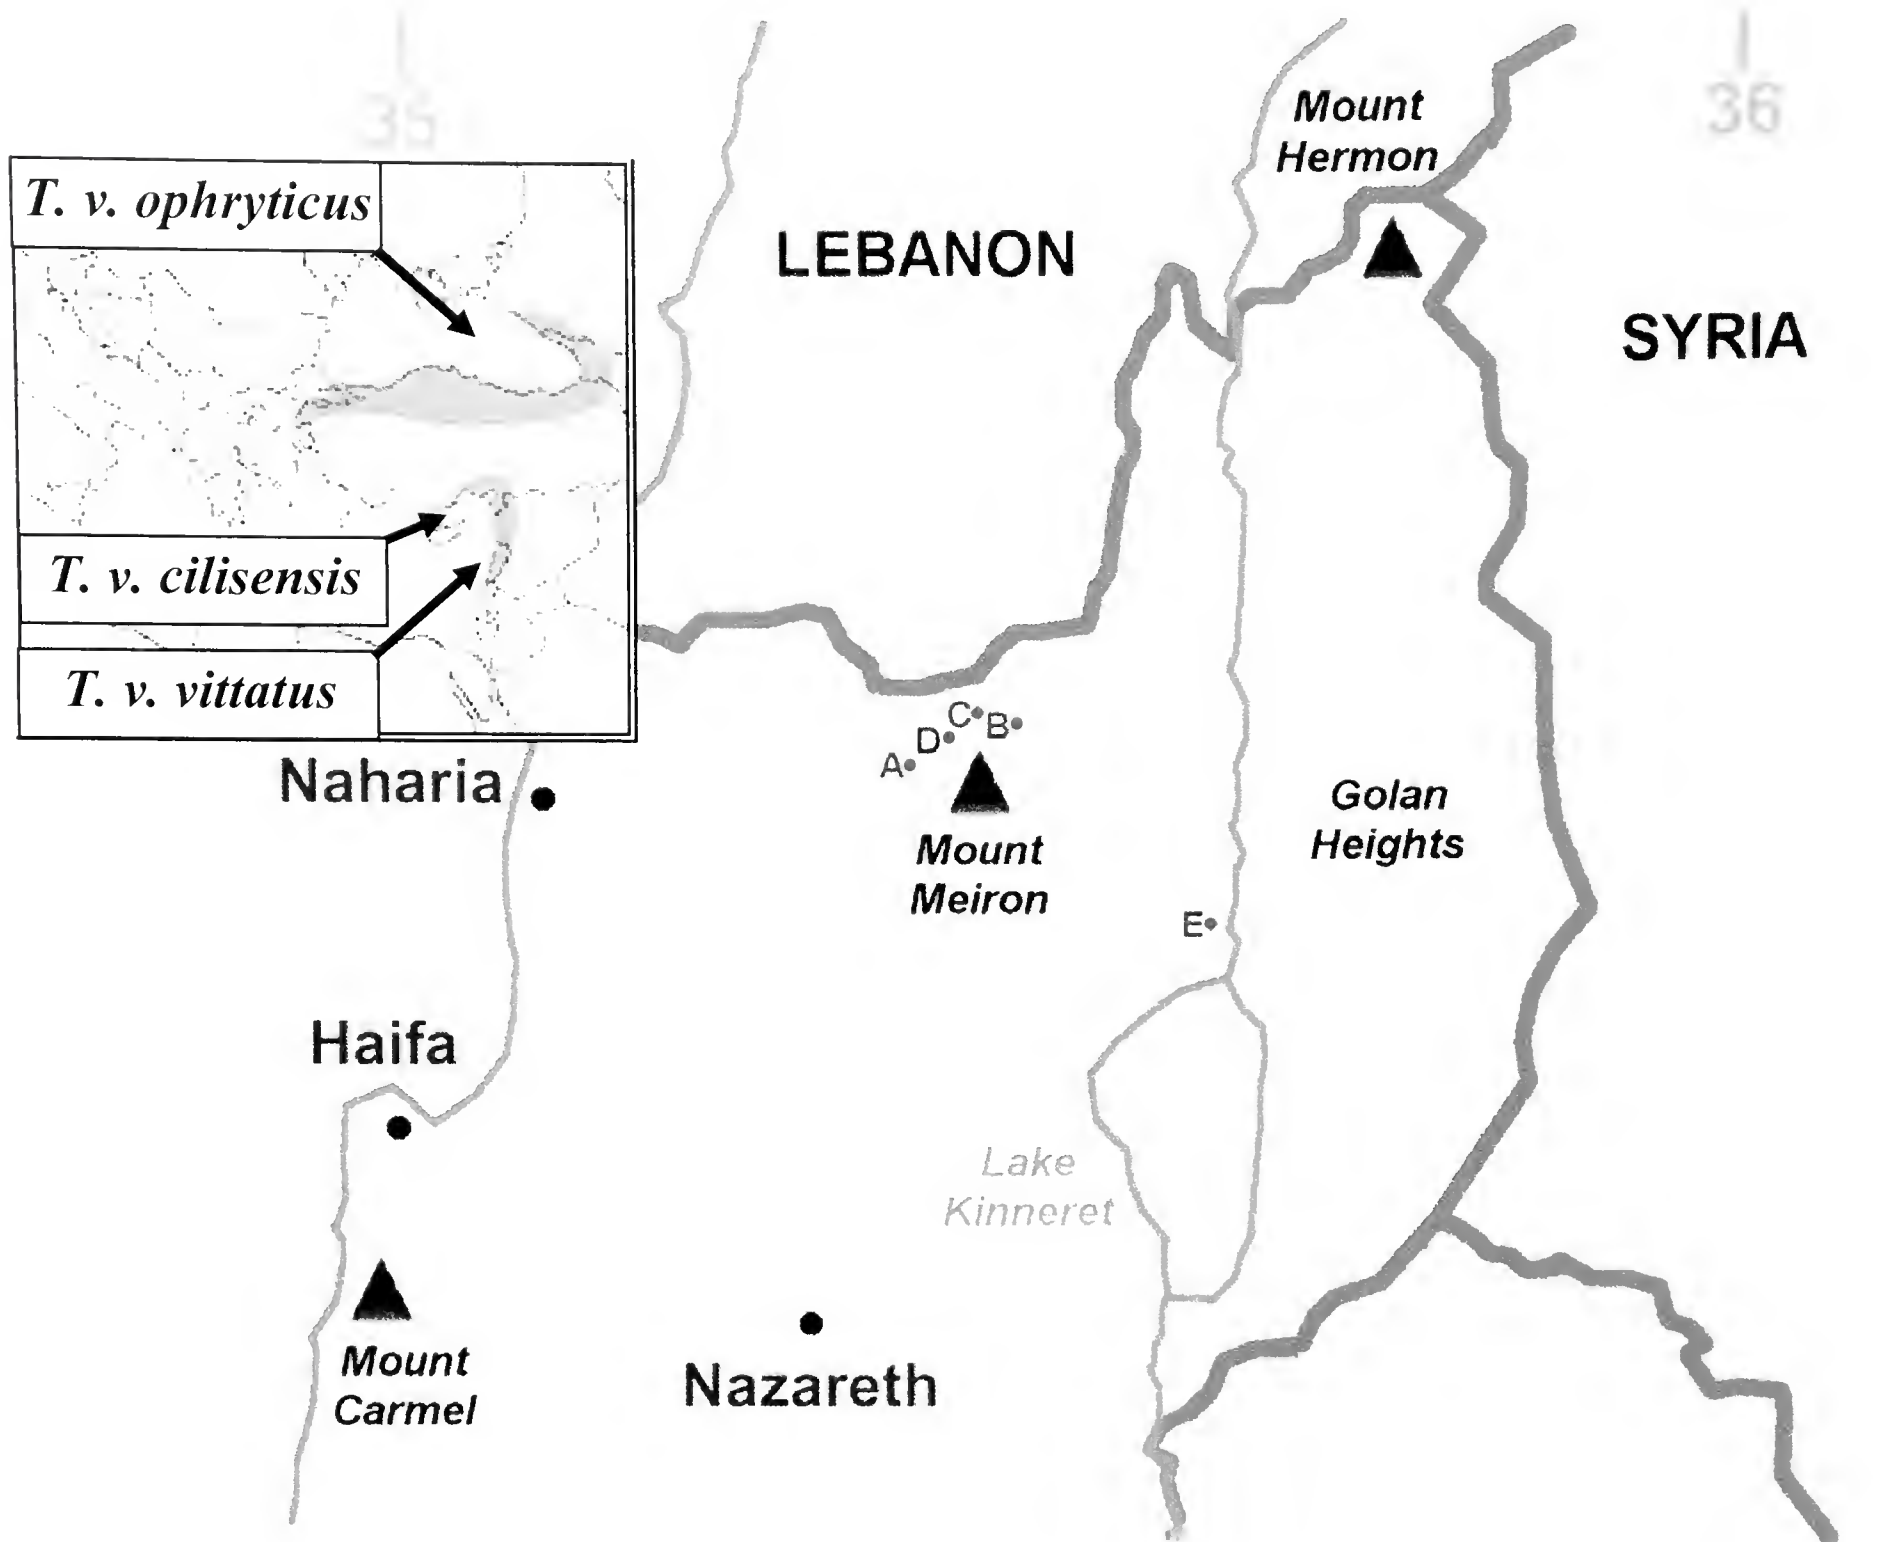 35
36
Mount
Hermon
T. v. ophryticus
LEBANON
SYRIA
T. v. cilisensis
T. v. vittatus
C
B
D
A
Naharia
Golan
Heights
Mount
Meiron
E
Haifa
Lake
Kinneret
Mount
Carmel
Nazareth